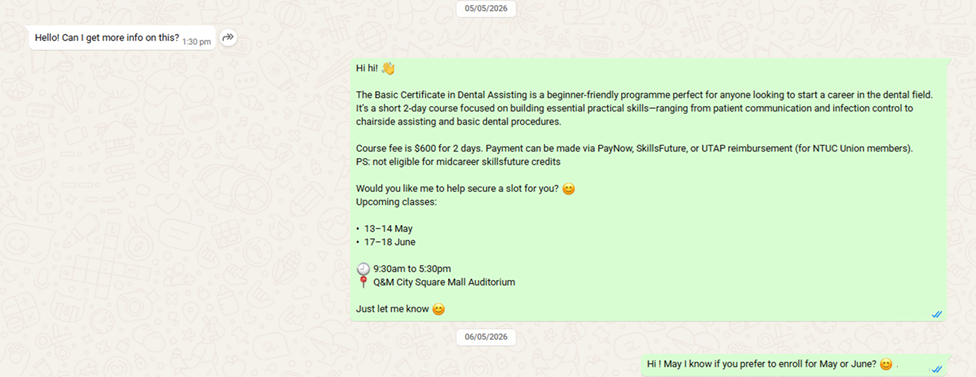 05/05/2026
Hello! Can I get more info on this? 1:30 pm
Hi hi! 👋
The Basic Certificate in Dental Assisting is a beginner-friendly programme perfect for anyone looking to start a career in the dental field.
It's a short 2-day course focused on building essential practical skills—ranging from patient communication and infection control to
chairside assisting and basic dental procedures.
Course fee is $600 for 2 days. Payment can be made via PayNow, SkillsFuture, or UTAP reimbursement (for NTUC Union members).
PS: not eligible for midcareer skillsfuture credits
Would you like me to help secure a slot for you? 😊
Upcoming classes:
• 13–14 May
• 17–18 June
🕘 9:30am to 5:30pm
📍 Q&M City Square Mall Auditorium
Just let me know 😊
06/05/2026
Hi ! May I know if you prefer to enroll for May or June? 😊 .